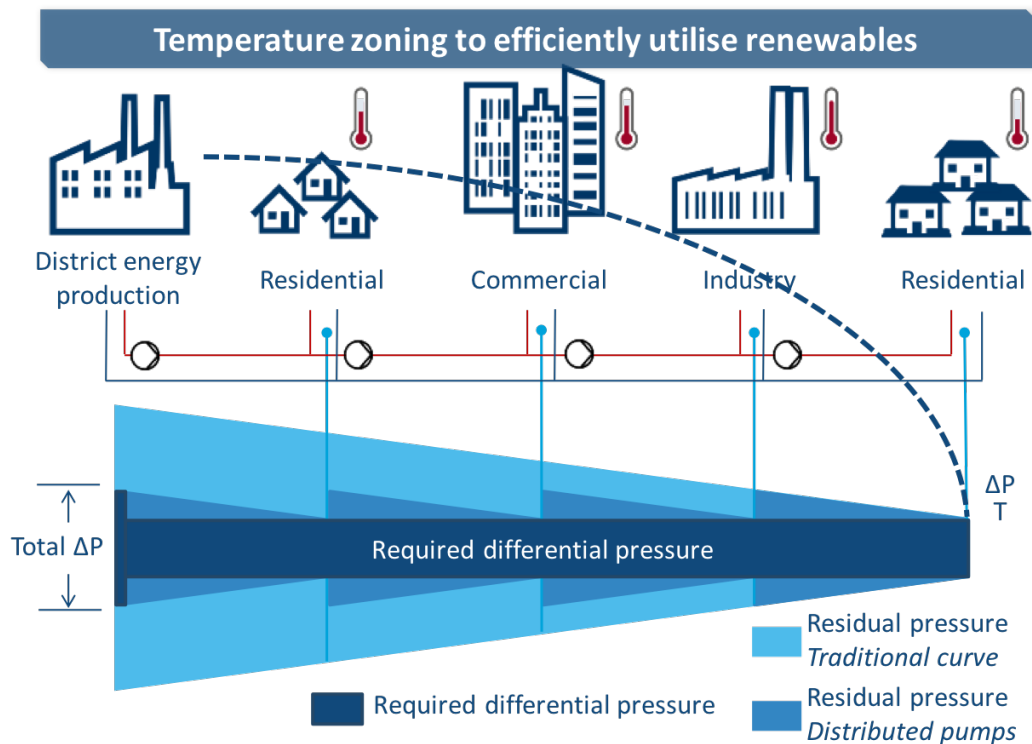 Temperature zoning to efficiently utilise renewables
District energy
production
Residential
Commercial
Industry
Residential
ΔP
T
Total ΔP
Required differential pressure
Residual pressure
Traditional curve
Required differential pressure
Residual pressure
Distributed pumps